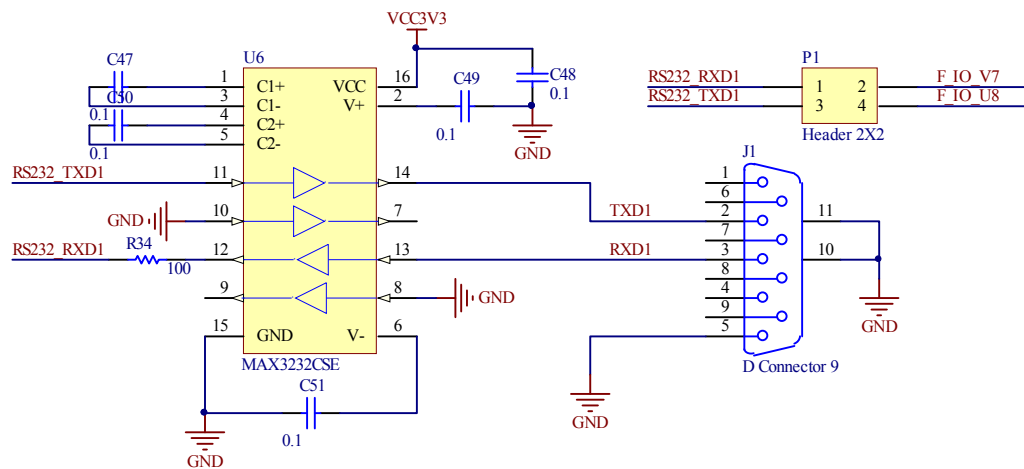 VCC3V3
C47
0.1
C50
0.1
U6
1 C1+ VCC 16
3 C1- V+ 2
4 C2+
5 C2-
C49
0.1
C48
0.1
GND
RS232_TXD1 11 14 TXD1
GND 10 7
RS232_RXD1 R34 100 12 13 RXD1
9 8 GND
15 GND V- 6
MAX3232CSE
C51
0.1
GND
P1
RS232_RXD1 1 2 F_IO_V7
RS232_TXD1 3 4 F_IO_U8
Header 2X2
J1
1
6
2
7
3
8
4
9
5
11
10
GND
D Connector 9
GND